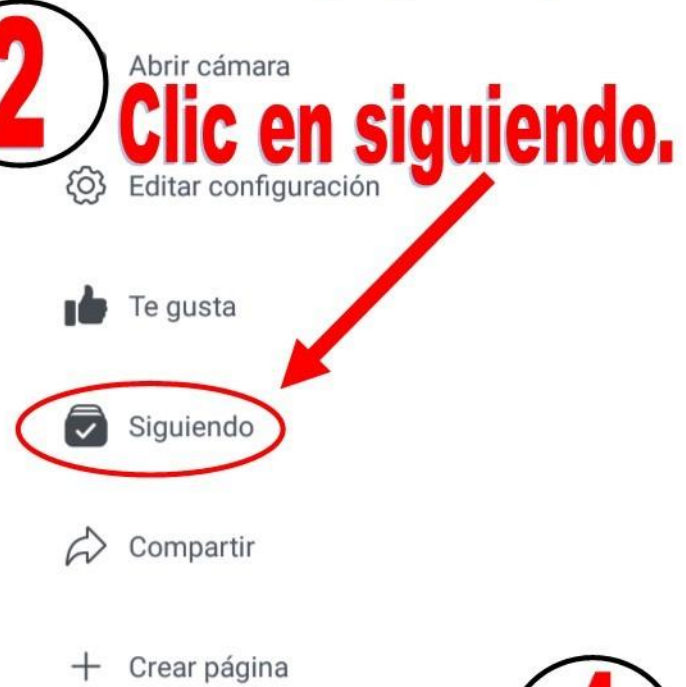 2
Abrir cámara
Clic en siguiendo.
Editar configuración
Te gusta
Siguiendo
Compartir
Crear página